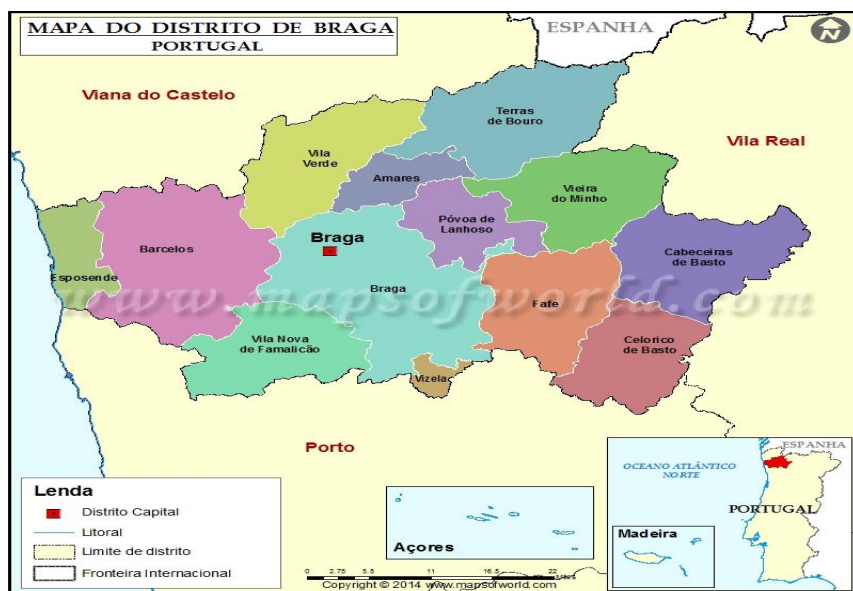 MAPA DO DISTRITO DE BRAGA
PORTUGAL
ESPANHA
N
Viana do Castelo
Terras
de Bouro
Vila Real
Vila
Verde
Amares
Vieira
do Minho
Póvoa de
Lanhoso
Braga
Barcelos
Cabeceiras
de Basto
Esposende
Braga
www.mapsofworld.com
Fafe
Vila Nova
de Famalicão
Celorico
de Basto
Vizela
Porto
ESPANHA
OCEANO ATLÂNTICO
NORTE
PORTUGAL
Madeira
Lenda
Distrito Capital
Litoral
Limite de distrito
Fronteira Internacional
Açores
0 2.75 5.5 11 16.5 22
Miles
Copyright © 2014 www.mapsofworld.com